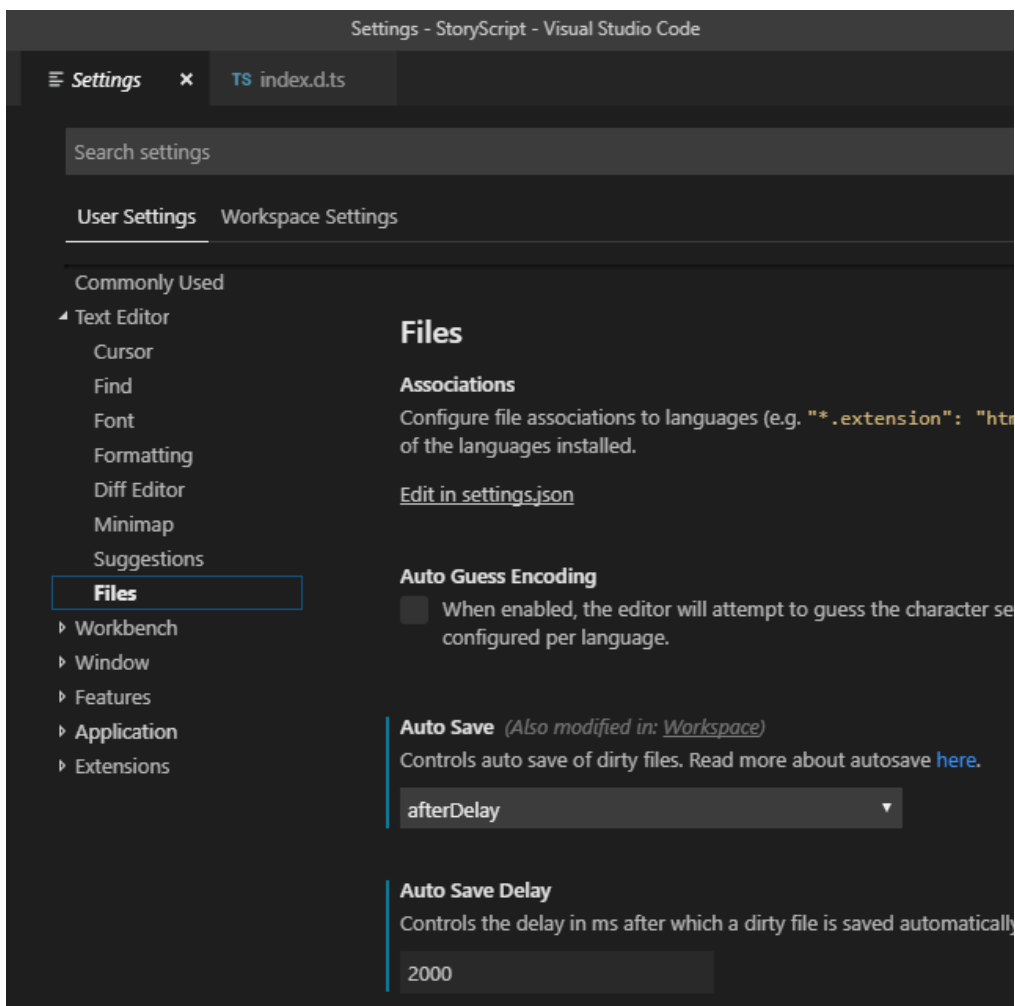 Settings - StoryScript - Visual Studio Code
Settings × TS index.d.ts
Search settings
User Settings Workspace Settings
Commonly Used
Text Editor
Cursor
Find
Font
Formatting
Diff Editor
Minimap
Suggestions
Files
Workbench
Window
Features
Application
Extensions
Files
Associations
Configure file associations to languages (e.g. "*.extension": "htm
of the languages installed.
Edit in settings.json
Auto Guess Encoding
When enabled, the editor will attempt to guess the character se
configured per language.
Auto Save (Also modified in: Workspace)
Controls auto save of dirty files. Read more about autosave here.
afterDelay
Auto Save Delay
Controls the delay in ms after which a dirty file is saved automatically
2000